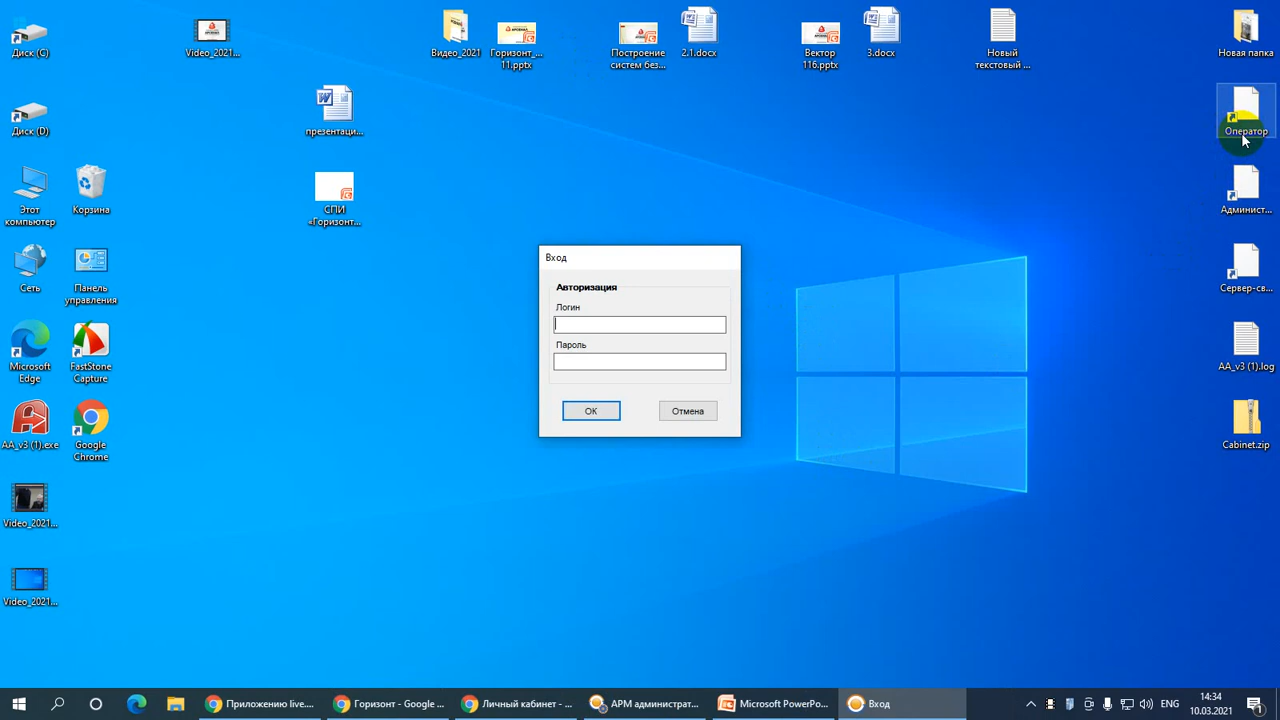 Диск (C)
Video_2021...
Видео_2021
Горизонт_...
11.pptx
Построение
систем без...
2.1.docx
Вектор
116.pptx
3.docx
Новый
текстовый ...
Новая папка
Диск (D)
презентаци...
Оператор
Этот
компьютер
Корзина
СПИ
«Горизонт...
Админист...
Сеть
Панель
управления
Сервер-св...
Вход
Авторизация
Логин
Пароль
ОК
Отмена
Microsoft
Edge
FastStone
Capture
AA_v3 (1).log
AA_v3 (1).exe
Google
Chrome
Cabinet.zip
Video_2021...
Video_2021...
Приложению live....
Горизонт - Google ...
Личный кабинет - ...
АРМ администрат...
Microsoft PowerPo...
Вход
ENG
14:34
10.03.2021